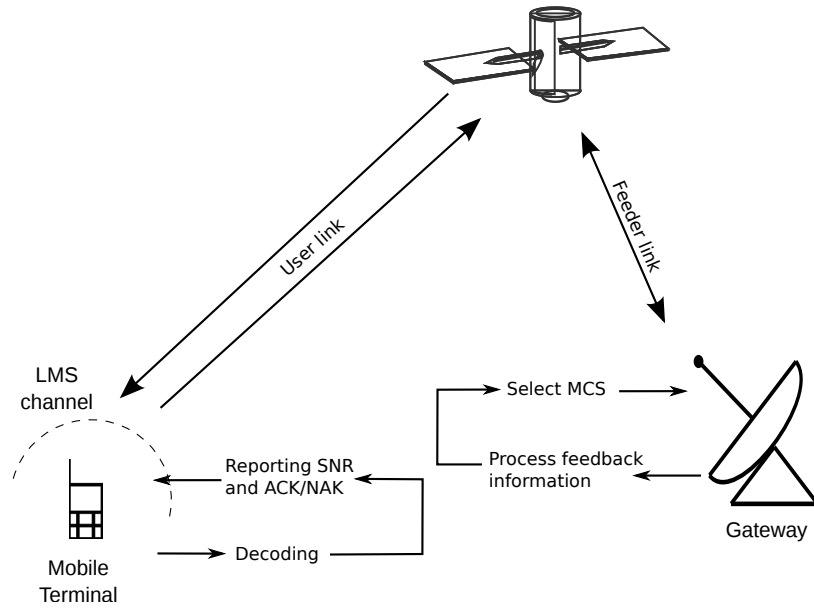 User link
Feeder link
LMS
channel
Select MCS
Process feedback
information
Reporting SNR
and ACK/NAK
Decoding
Gateway
Mobile
Terminal